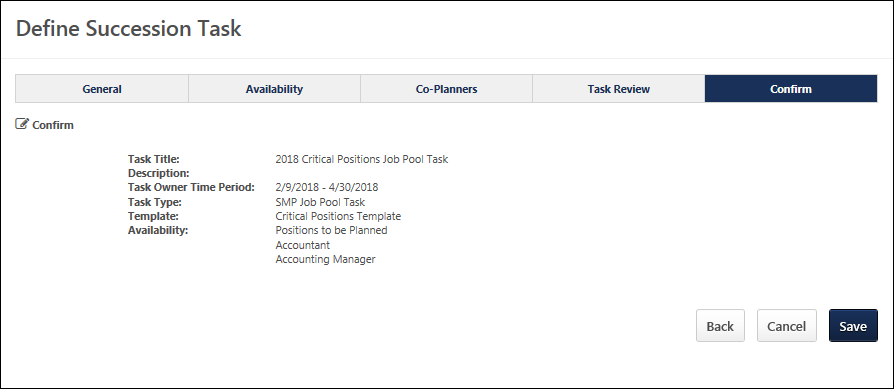 Define Succession Task
General Availability Co-Planners Task Review Confirm
Confirm
Task Title: 2018 Critical Positions Job Pool Task
Description:
Task Owner Time Period: 2/9/2018 - 4/30/2018
Task Type: SMP Job Pool Task
Template: Critical Positions Template
Availability: Positions to be Planned
Accountant
Accounting Manager
Back Cancel Save